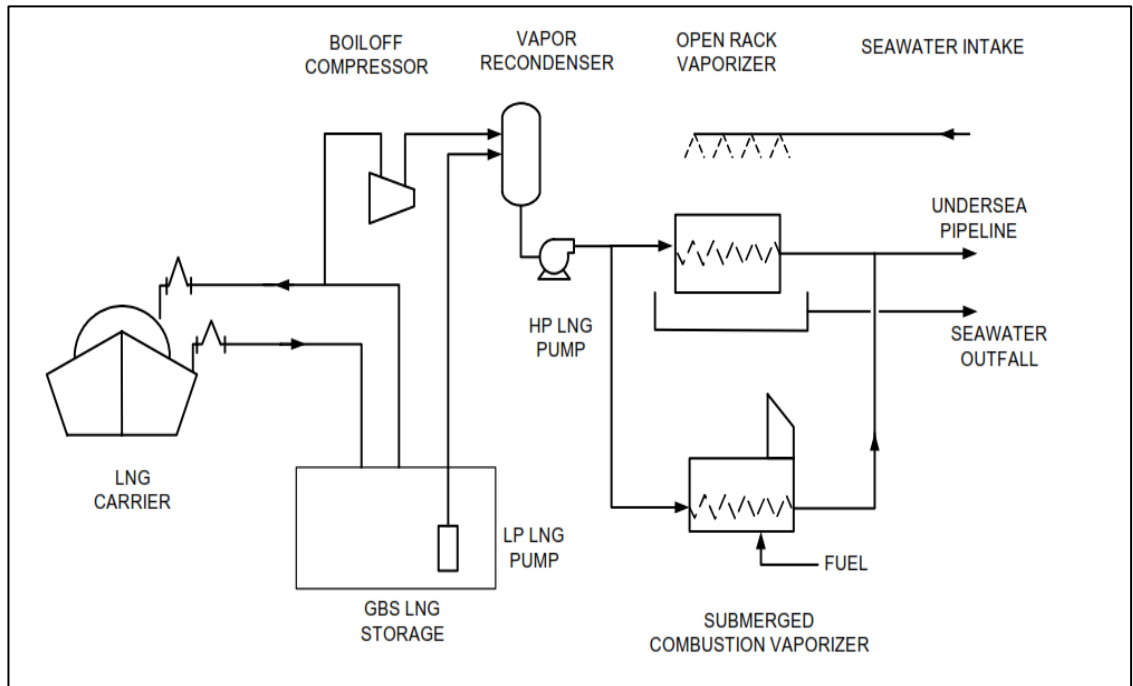 BOILOFF
COMPRESSOR
VAPOR
RECONDENSER
OPEN RACK
VAPORIZER
SEAWATER INTAKE
UNDERSEA
PIPELINE
HP LNG
PUMP
SEAWATER
OUTFALL
LNG
CARRIER
LP LNG
PUMP
FUEL
GBS LNG
STORAGE
SUBMERGED
COMBUSTION VAPORIZER